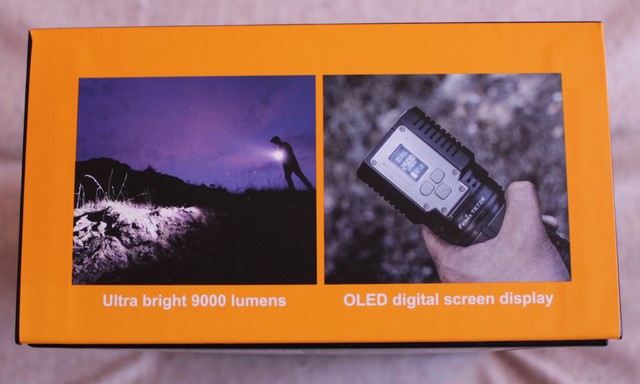 Ultra bright 9000 lumens
OLED digital screen display